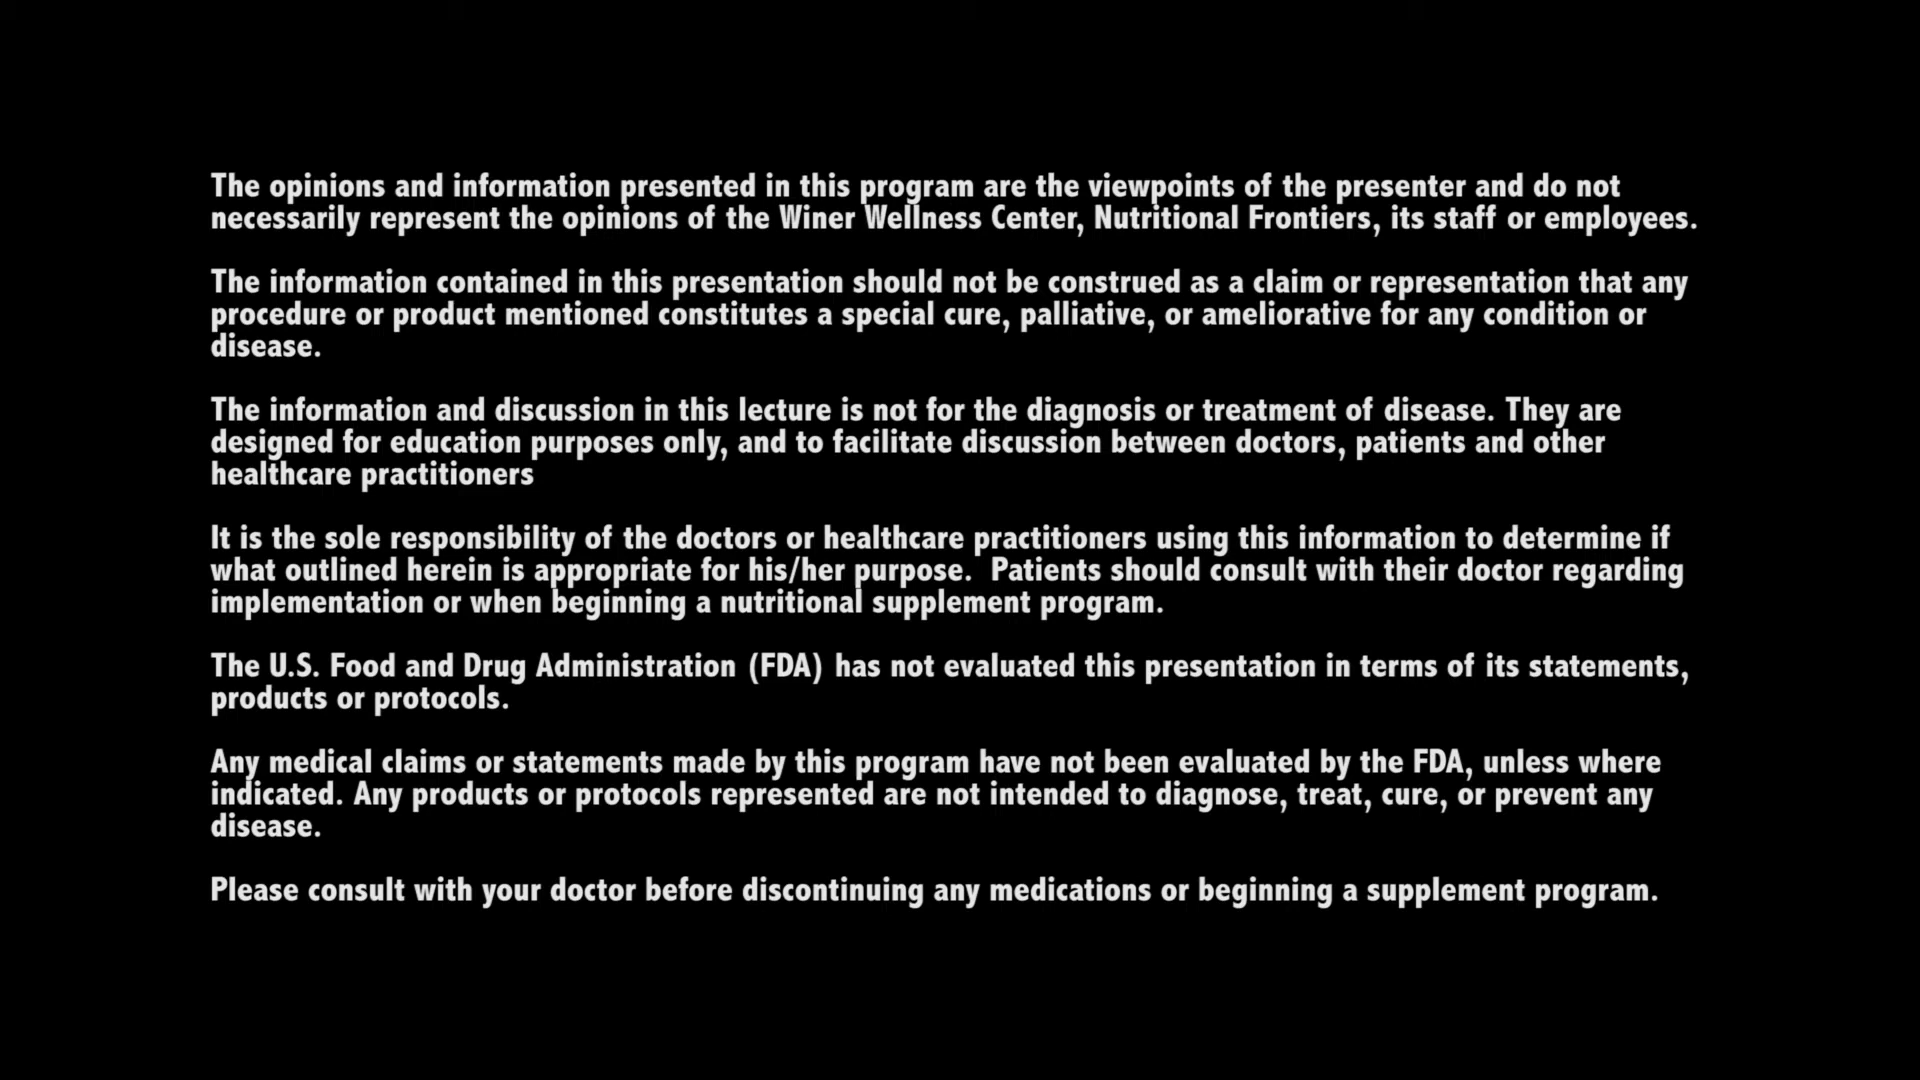 The opinions and information presented in this program are the viewpoints of the presenter and do not
necessarily represent the opinions of the Winer Wellness Center, Nutritional Frontiers, its staff or employees.
The information contained in this presentation should not be construed as a claim or representation that any
procedure or product mentioned constitutes a special cure, palliative, or ameliorative for any condition or
disease.
The information and discussion in this lecture is not for the diagnosis or treatment of disease. They are
designed for education purposes only, and to facilitate discussion between doctors, patients and other
healthcare practitioners
It is the sole responsibility of the doctors or healthcare practitioners using this information to determine if
what outlined herein is appropriate for his/her purpose.  Patients should consult with their doctor regarding
implementation or when beginning a nutritional supplement program.
The U.S. Food and Drug Administration (FDA) has not evaluated this presentation in terms of its statements,
products or protocols.
Any medical claims or statements made by this program have not been evaluated by the FDA, unless where
indicated. Any products or protocols represented are not intended to diagnose, treat, cure, or prevent any
disease.
Please consult with your doctor before discontinuing any medications or beginning a supplement program.